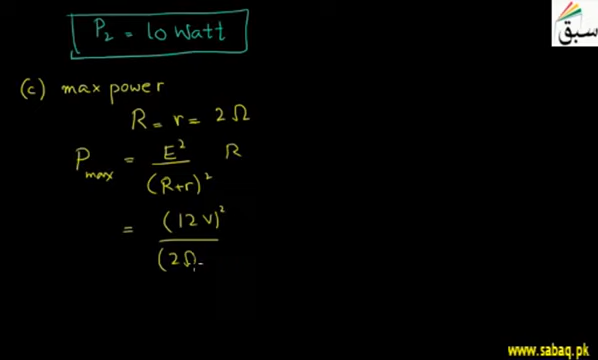 P₂ = 10 Watt
سبق
(c) max power
R = r = 2 Ω
P_max = E² / (R+r)² R
= (12 V)² / (2Ω
www.sabaq.pk